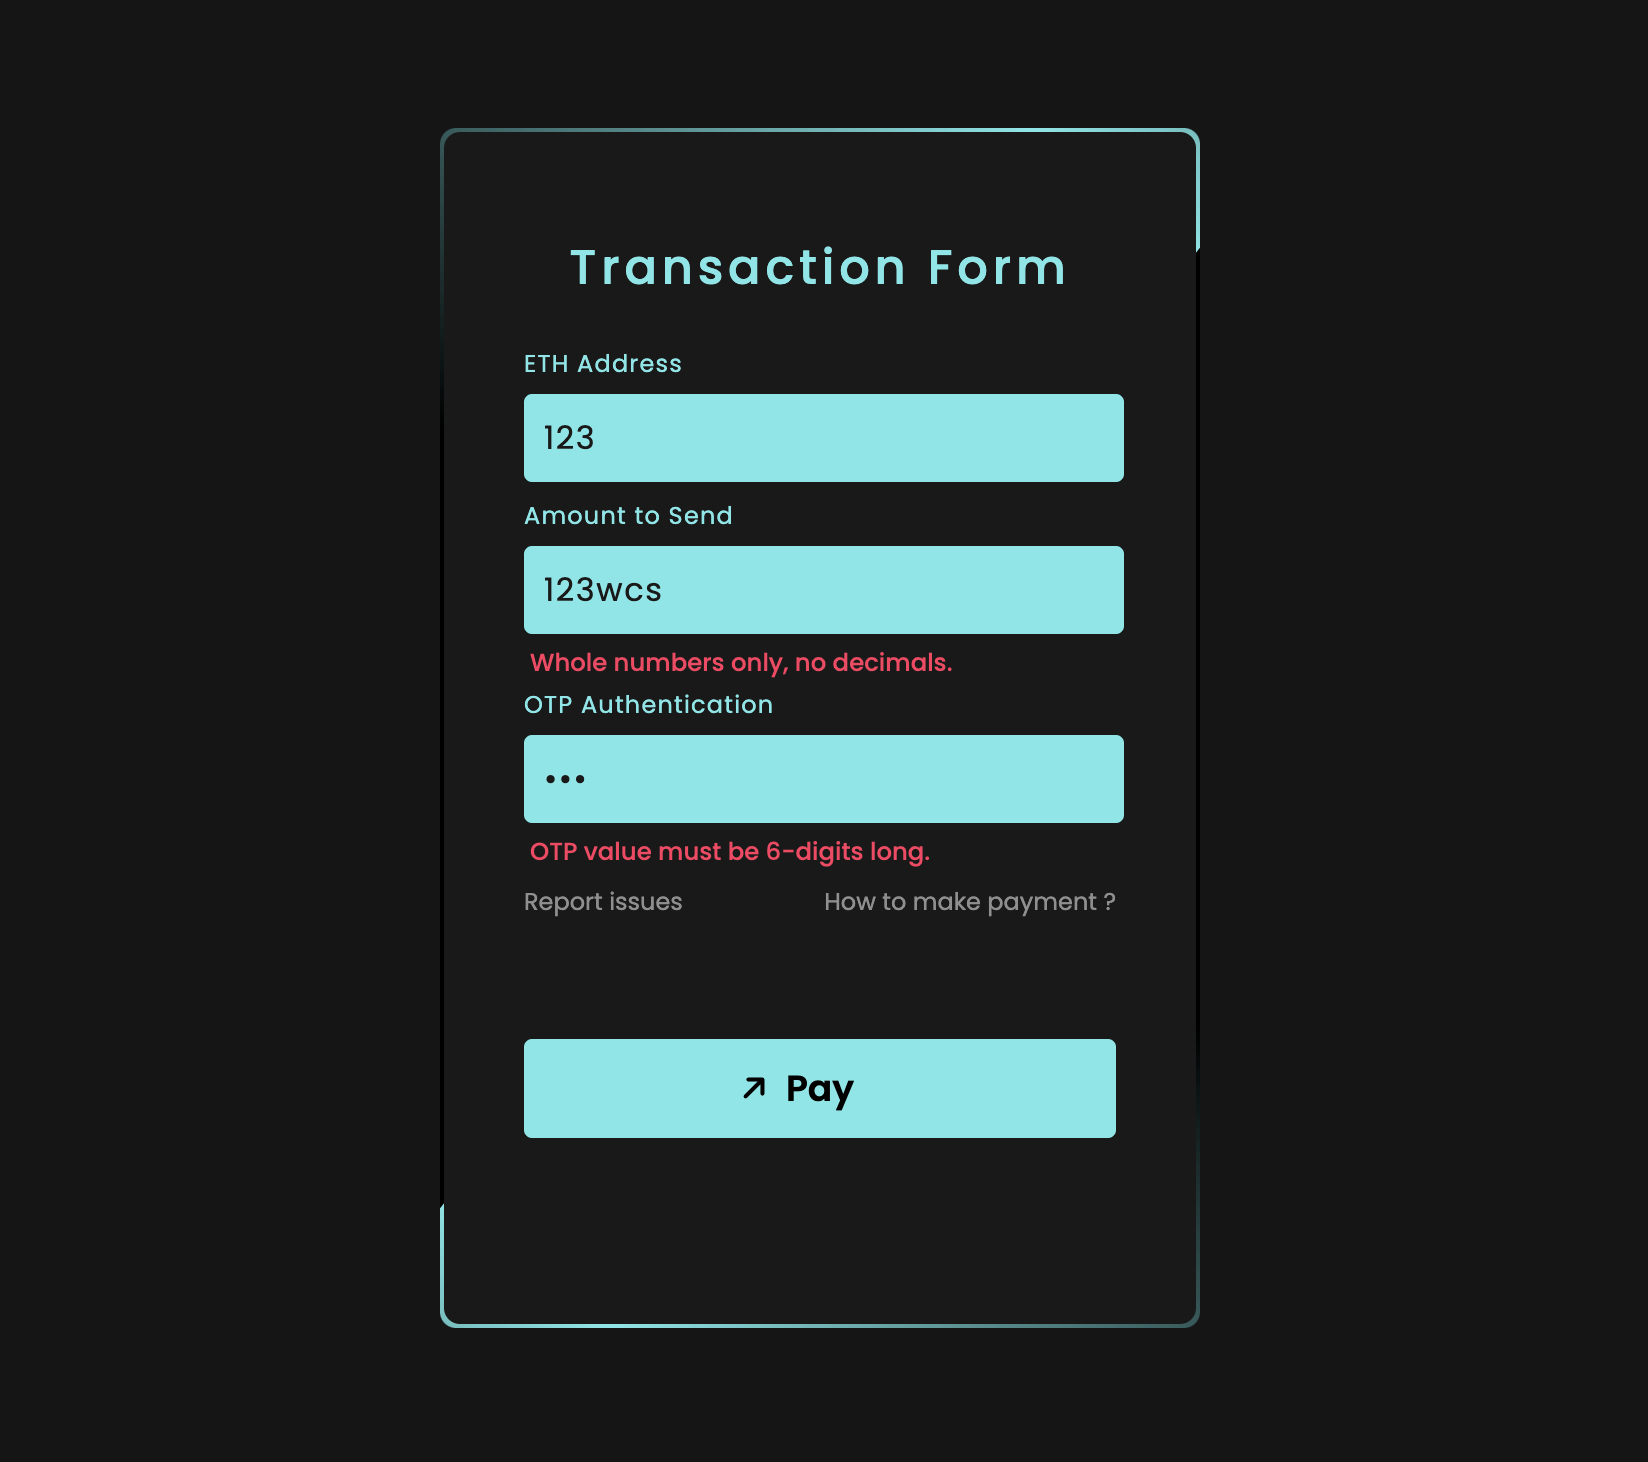 Transaction Form
ETH Address
123
Amount to Send
123wcs
Whole numbers only, no decimals.
OTP Authentication
•••
OTP value must be 6-digits long.
Report issues
How to make payment ?
Pay